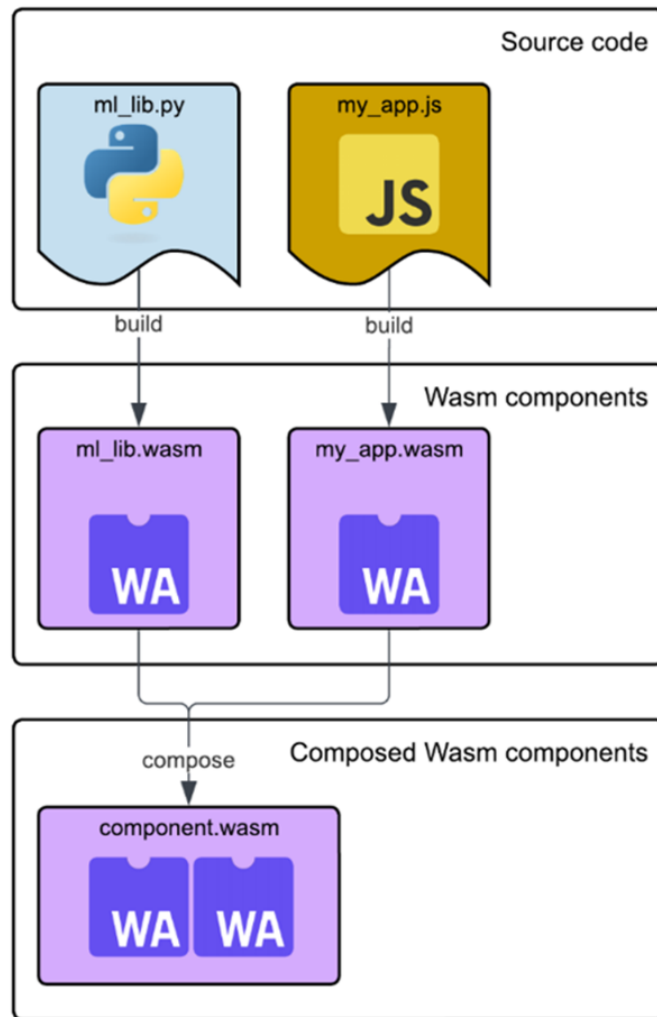 Source code
ml_lib.py
my_app.js
JS
build
build
Wasm components
ml_lib.wasm
my_app.wasm
WA
WA
compose
Composed Wasm components
component.wasm
WA
WA